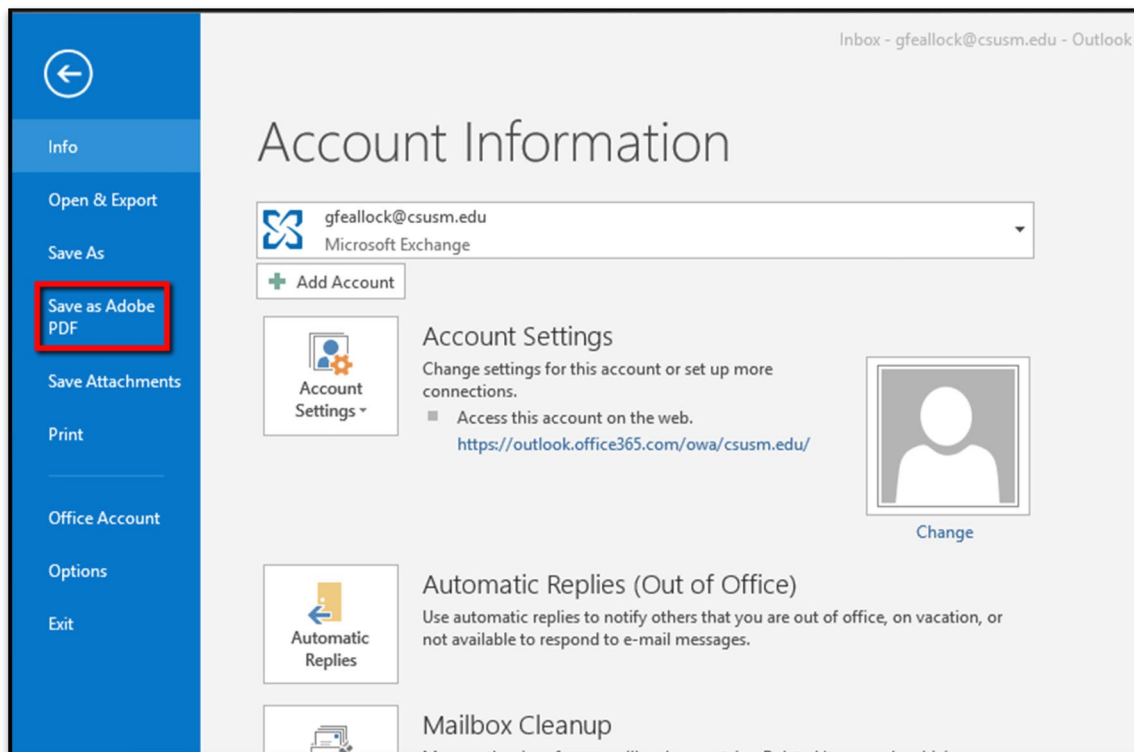 Inbox - gfeallock@csusm.edu - Outlook
Info
Open & Export
Save As
Save as Adobe
PDF
Save Attachments
Print
Office Account
Options
Exit
Account Information
gfeallock@csusm.edu
Microsoft Exchange
Add Account
Account
Settings
Account Settings
Change settings for this account or set up more
connections.
Access this account on the web.
https://outlook.office365.com/owa/csusm.edu/
Change
Automatic
Replies
Automatic Replies (Out of Office)
Use automatic replies to notify others that you are out of office, on vacation, or
not available to respond to e-mail messages.
Mailbox Cleanup